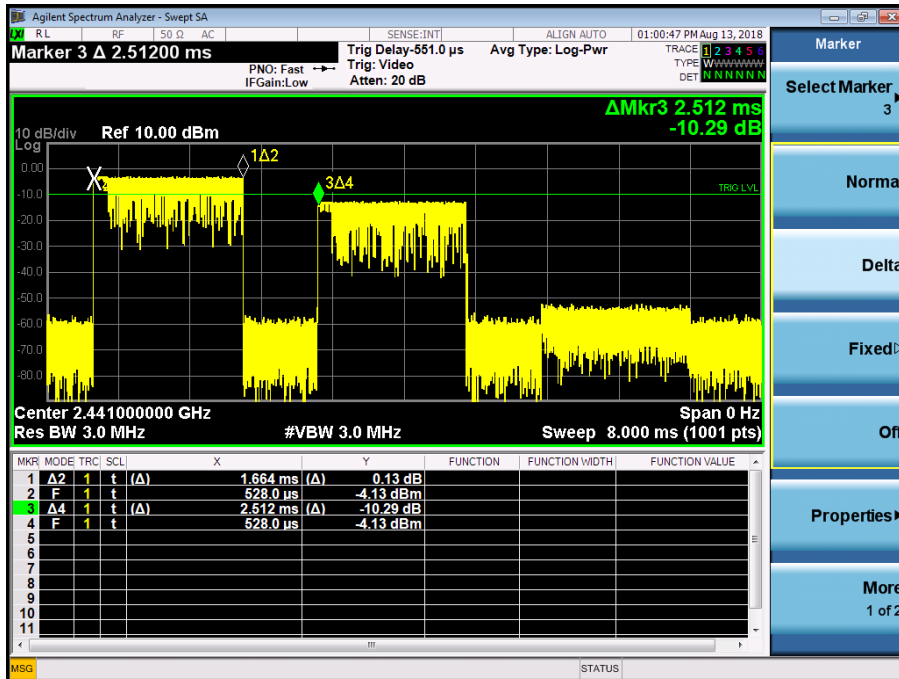 Agilent Spectrum Analyzer - Swept SA
LXI RL RF 50 Ω AC SENSE:INT ALIGN AUTO 01:00:47 PM Aug 13, 2018
Marker 3 Δ 2.51200 ms
PNO: Fast
IFGain:Low
Trig Delay-551.0 µs
Trig: Video
Atten: 20 dB
Avg Type: Log-Pwr
TRACE 1 2 3 4 5 6
TYPE WWWWWW
DET N N N N N N
ΔMkr3 2.512 ms
-10.29 dB
10 dB/div Ref 10.00 dBm
Log
0.00
-10.0
-20.0
-30.0
-40.0
-50.0
-60.0
-70.0
-80.0
X2
1Δ2
3Δ4
TRIG LVL
Center 2.441000000 GHz Span 0 Hz
Res BW 3.0 MHz #VBW 3.0 MHz Sweep 8.000 ms (1001 pts)
MKR MODE TRC SCL X Y FUNCTION FUNCTION WIDTH FUNCTION VALUE
1 Δ2 1 t (Δ) 1.664 ms (Δ) 0.13 dB
2 F 1 t 528.0 µs -4.13 dBm
3 Δ4 1 t (Δ) 2.512 ms (Δ) -10.29 dB
4 F 1 t 528.0 µs -4.13 dBm
5
6
7
8
9
10
11
MSG STATUS
Marker
Select Marker
3
Norma
Delta
Fixed
Of
Properties
More
1 of 2